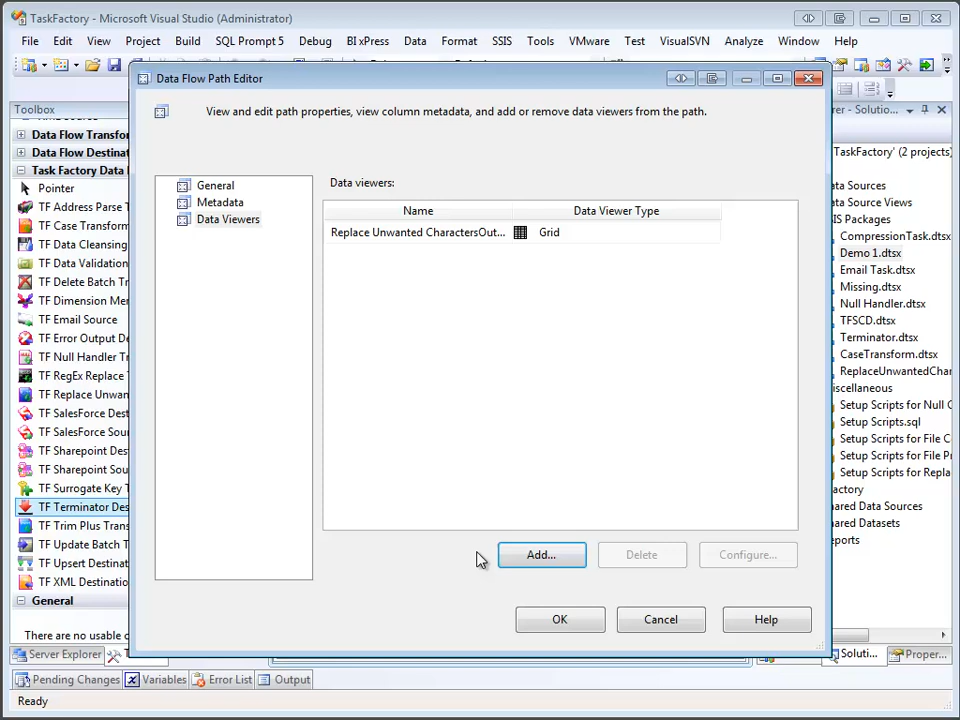 TaskFactory - Microsoft Visual Studio (Administrator)
File Edit View Project Build SQL Prompt 5 Debug BI xPress Data Format SSIS Tools VMware Test VisualSVN Analyze Window Help
Toolbox
Data Flow Transfor
Data Flow Destinat
Task Factory Data
Pointer
TF Address Parse T
TF Case Transform
TF Data Cleansing
TF Data Validation
TF Delete Batch Tr
TF Dimension Mer
TF Email Source
TF Error Output De
TF Null Handler Tr
TF RegEx Replace T
TF Replace Unwan
TF SalesForce Dest
TF SalesForce Sour
TF Sharepoint Des
TF Sharepoint Sou
TF Surrogate Key T
TF Terminator Des
TF Trim Plus Trans
TF Update Batch T
TF Upsert Destinat
TF XML Destinatio
General
There are no usable c
Server Explorer
Data Flow Path Editor
View and edit path properties, view column metadata, and add or remove data viewers from the path.
General
Metadata
Data Viewers
Data viewers:
Name Data Viewer Type
Replace Unwanted CharactersOut... Grid
Add... Delete Configure...
OK Cancel Help
rer - Solutio...
TaskFactory' (2 projects)
ata Sources
ata Source Views
IS Packages
CompressionTask.dtsx
Demo 1.dtsx
Email Task.dtsx
Missing.dtsx
Null Handler.dtsx
TFSCD.dtsx
Terminator.dtsx
CaseTransform.dtsx
ReplaceUnwantedChar
iscellaneous
Setup Scripts for Null C
Setup Scripts.sql
Setup Scripts for File C
Setup Scripts for File P
Setup Scripts for Repla
actory
hared Data Sources
hared Datasets
eports
Soluti... Proper...
Pending Changes Variables Error List Output
Ready